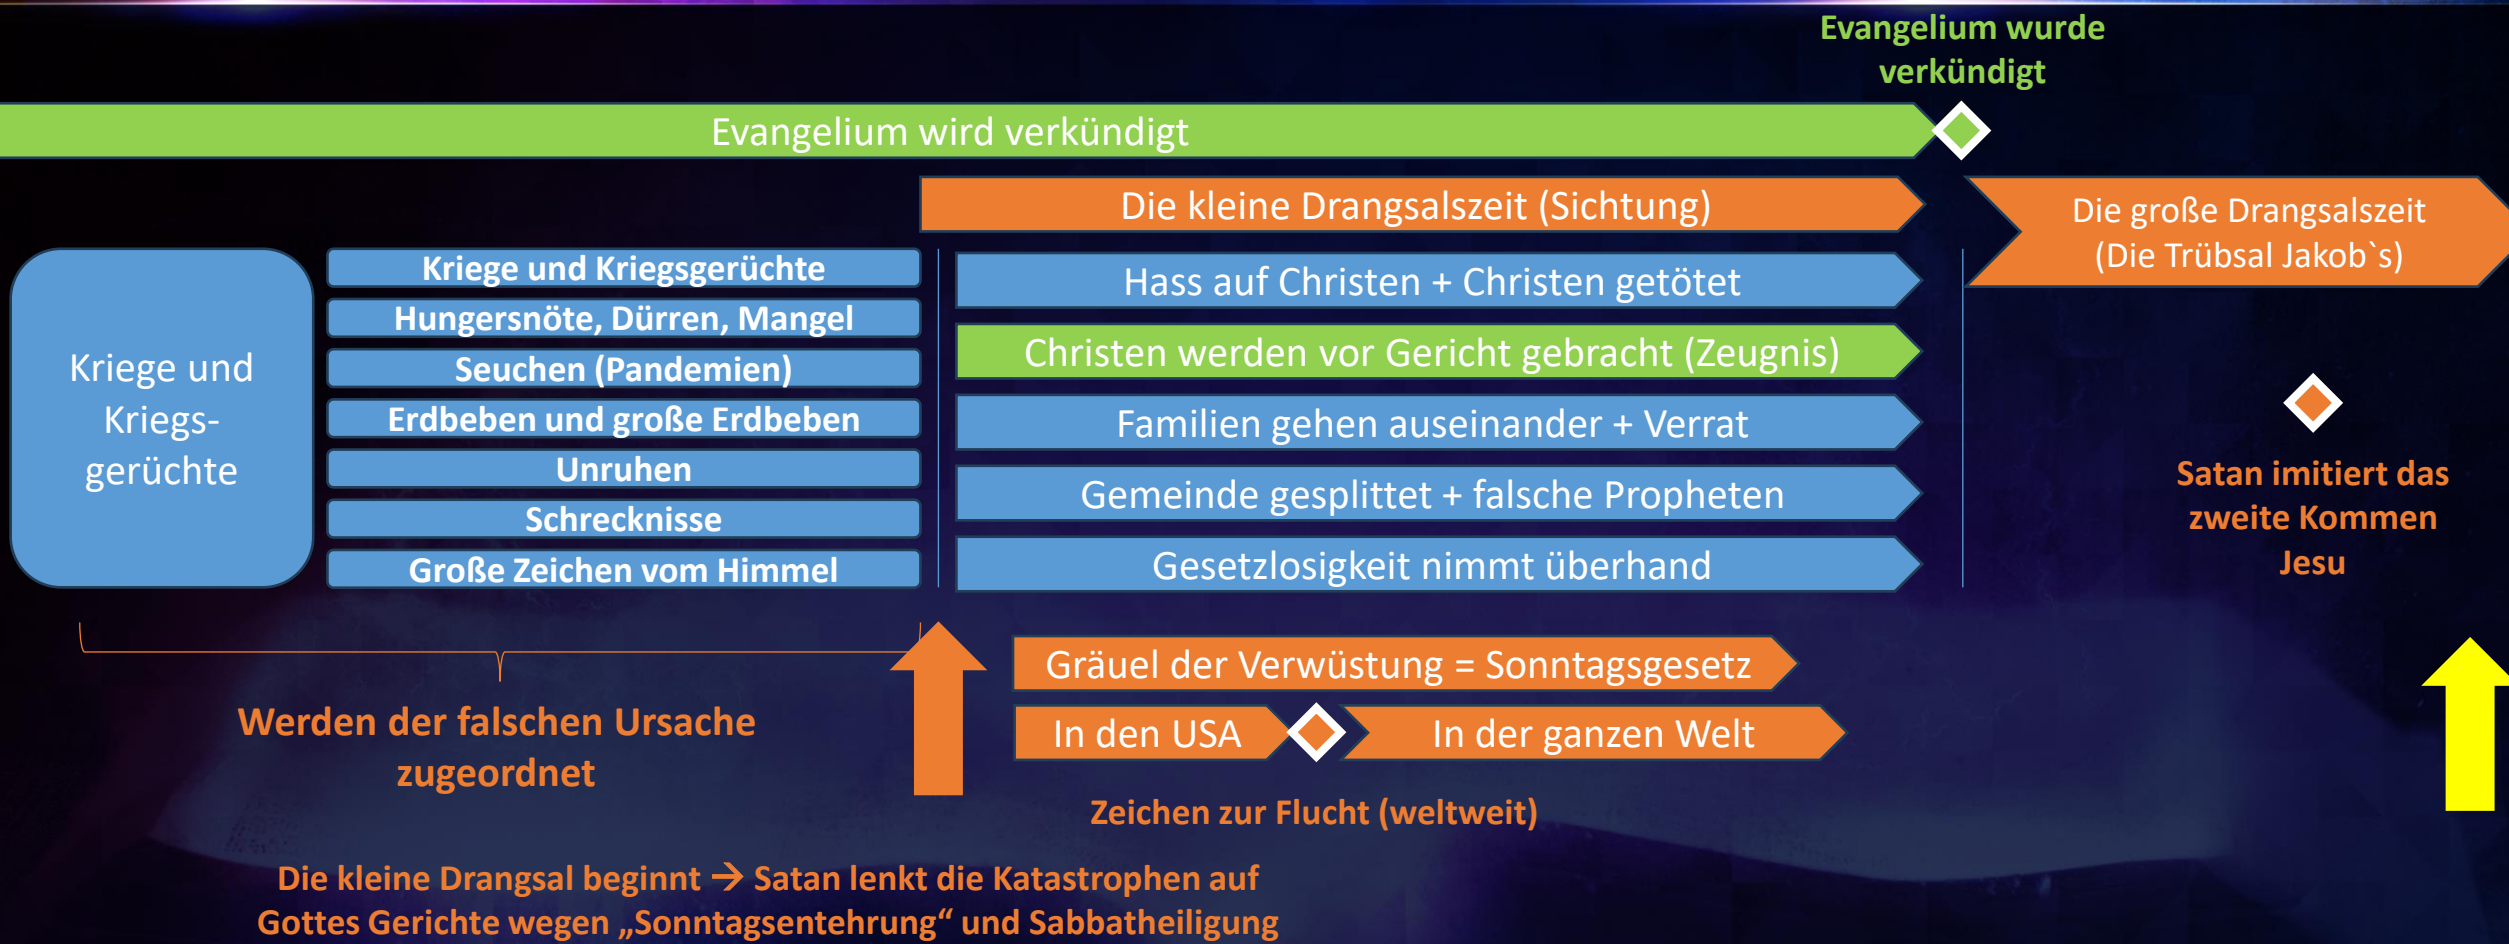 Evangelium wurde
verkündigt
Evangelium wird verkündigt
Die kleine Drangsalszeit (Sichtung)
Die große Drangsalszeit
(Die Trübsal Jakob`s)
Kriege und
Kriegs-
gerüchte
Kriege und Kriegsgerüchte
Hungersnöte, Dürren, Mangel
Seuchen (Pandemien)
Erdbeben und große Erdbeben
Unruhen
Schrecknisse
Große Zeichen vom Himmel
Hass auf Christen + Christen getötet
Christen werden vor Gericht gebracht (Zeugnis)
Familien gehen auseinander + Verrat
Gemeinde gesplittet + falsche Propheten
Gesetzlosigkeit nimmt überhand
Satan imitiert das
zweite Kommen
Jesu
Werden der falschen Ursache
zugeordnet
Gräuel der Verwüstung = Sonntagsgesetz
In den USA
In der ganzen Welt
Zeichen zur Flucht (weltweit)
Die kleine Drangsal beginnt → Satan lenkt die Katastrophen auf
Gottes Gerichte wegen „Sonntagsentehrung“ und Sabbatheiligung